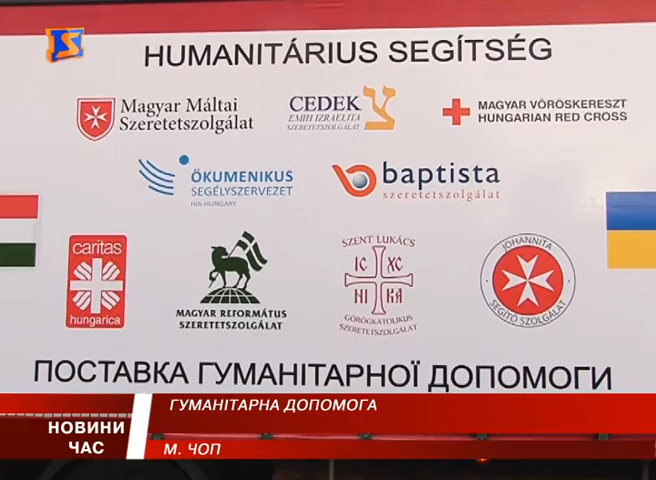 HUMANITÁRIUS SEGÍTSÉG
Magyar Máltai
Szeretetszolgálat
CEDEK
EMIH IZRAELITA
SZERETETSZOLGÁLAT
MAGYAR VÖRÖSKERESZT
HUNGARIAN RED CROSS
ÖKUMENIKUS
SEGÉLYSZERVEZET
HIA-HUNGARY
baptista
szeretetszolgálat
caritas
hungarica
MAGYAR REFORMÁTUS
SZERETETSZOLGÁLAT
SZENT LUKÁCS
IC XC
NI KA
GÖRÖGKATOLIKUS
SZERETETSZOLGÁLAT
JOHANNITA
SEGÍTŐ SZOLGÁLAT
ПОСТАВКА ГУМАНІТАРНОЇ ДОПОМОГИ
ГУМАНІТАРНА ДОПОМОГА
НОВИНИ
ЧАС
М. ЧОП